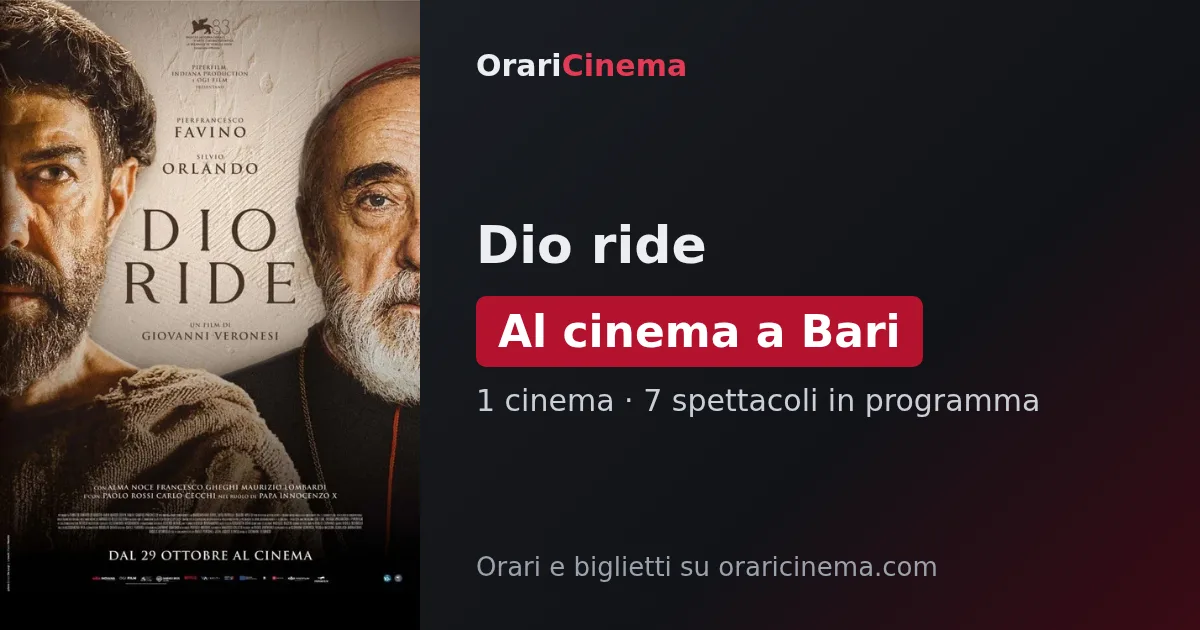 83
PIPERFILM
INDIANA PRODUCTION
e OGI FILM
PRESENTANO
PIERFRANCESCO
FAVINO
SILVIO
ORLANDO
DIO
RIDE
UN FILM DI
GIOVANNI VERONESI
CON ALMA NOCE FRANCESCO GHEGHI MAURIZIO LOMBARDI
E CON PAOLO ROSSI CARLO CECCHI NEL RUOLO DI PAPA INNOCENZO X
DAL 29 OTTOBRE AL CINEMA
OrariCinema
Dio ride
Al cinema a Bari
1 cinema · 7 spettacoli in programma
Orari e biglietti su oraricinema.com